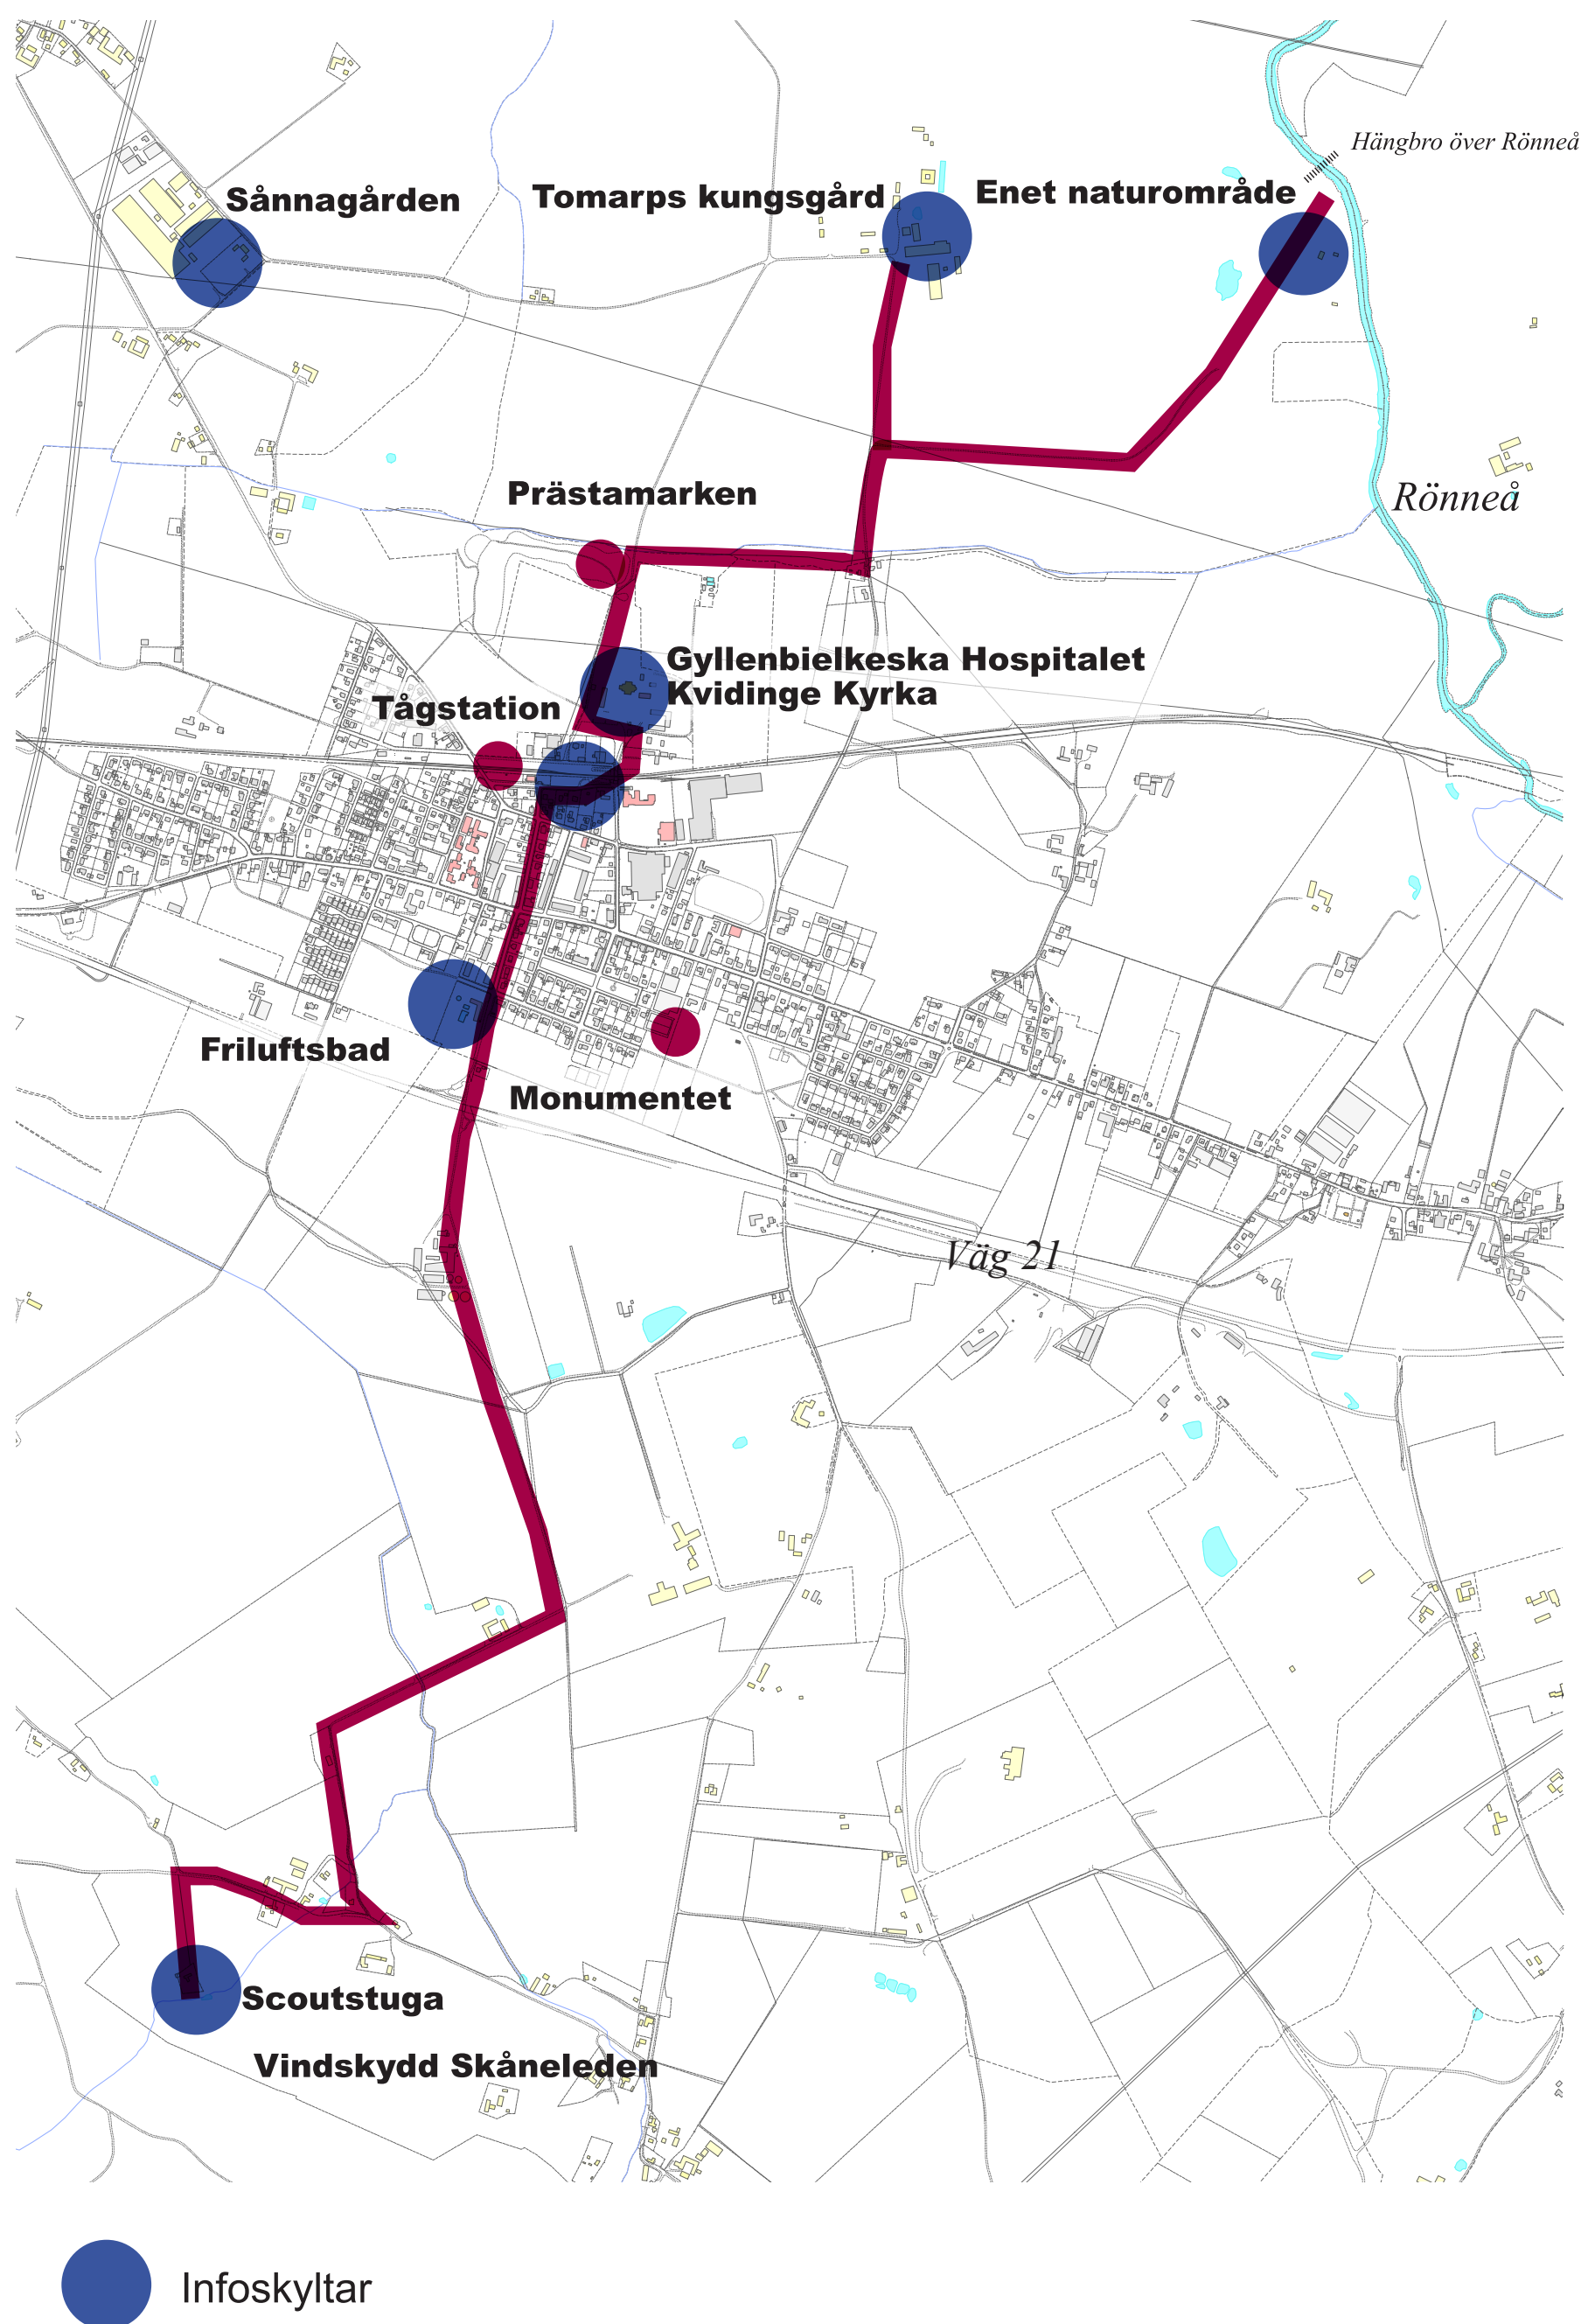 Hängbro över Rönneå
Sånnagården
Tomarps kungsgård
Enet naturområde
Prästamarken
Rönneå
Gyllenbielkeska Hospitalet
Kvidinge Kyrka
Tågstation
Friluftsbad
Monumentet
Väg 21
Scoutstuga
Vindskydd Skåneleden
Infoskyltar